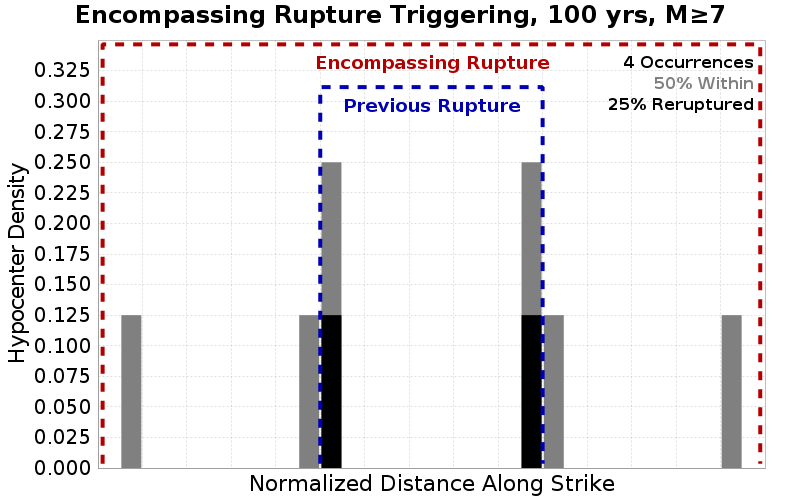 Encompassing Rupture Triggering, 100 yrs, M≥7
Encompassing Rupture
4 Occurrences
50% Within
25% Reruptured
Previous Rupture
Hypocenter Density
0.325
0.300
0.275
0.250
0.225
0.200
0.175
0.150
0.125
0.100
0.075
0.050
0.025
0.000
Normalized Distance Along Strike